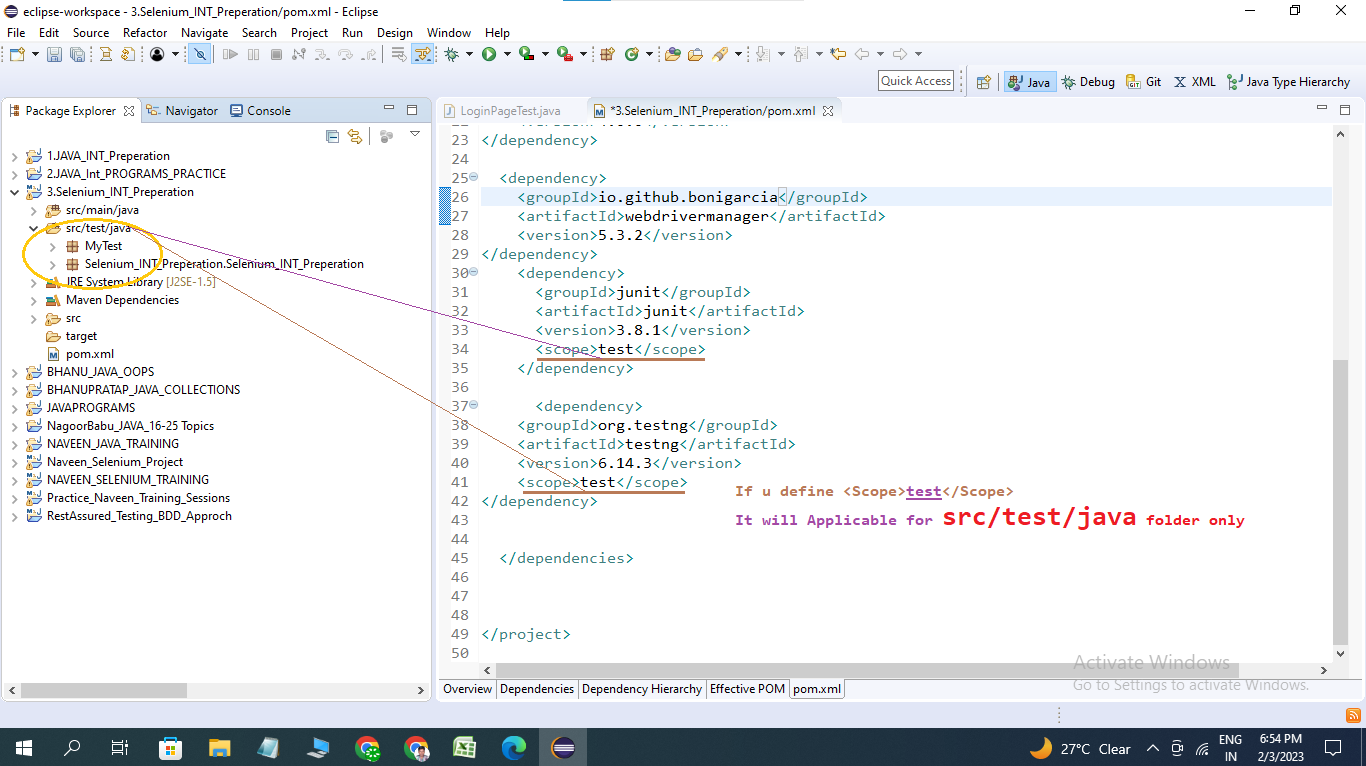 eclipse-workspace - 3.Selenium_INT_Preperation/pom.xml - Eclipse
File Edit Source Refactor Navigate Search Project Run Design Window Help
Quick Access Java Debug Git XML Java Type Hierarchy
Package Explorer Navigator Console
LoginPageTest.java *3.Selenium_INT_Preperation/pom.xml
1.JAVA_INT_Preperation
2.JAVA_Int_PROGRAMS_PRACTICE
3.Selenium_INT_Preperation
src/main/java
src/test/java
MyTest
Selenium_INT_Preperation.Selenium_INT_Preperation
JRE System Library [J2SE-1.5]
Maven Dependencies
src
target
pom.xml
BHANU_JAVA_OOPS
BHANUPRATAP_JAVA_COLLECTIONS
JAVAPROGRAMS
NagoorBabu_JAVA_16-25 Topics
NAVEEN_JAVA_TRAINING
Naveen_Selenium_Project
NAVEEN_SELENIUM_TRAINING
Practice_Naveen_Training_Sessions
RestAssured_Testing_BDD_Approch
23 </dependency>
24
25 <dependency>
26 <groupId>io.github.bonigarcia</groupId>
27 <artifactId>webdrivermanager</artifactId>
28 <version>5.3.2</version>
29 </dependency>
30 <dependency>
31 <groupId>junit</groupId>
32 <artifactId>junit</artifactId>
33 <version>3.8.1</version>
34 <scope>test</scope>
35 </dependency>
36
37 <dependency>
38 <groupId>org.testng</groupId>
39 <artifactId>testng</artifactId>
40 <version>6.14.3</version>
41 <scope>test</scope>
42 </dependency>
43
44
45 </dependencies>
46
47
48
49 </project>
50
If u define <Scope>test</Scope>
It will Applicable for src/test/java folder only
Activate Windows
Go to Settings to activate Windows.
Overview Dependencies Dependency Hierarchy Effective POM pom.xml
27°C Clear
ENG
IN
6:54 PM
2/3/2023